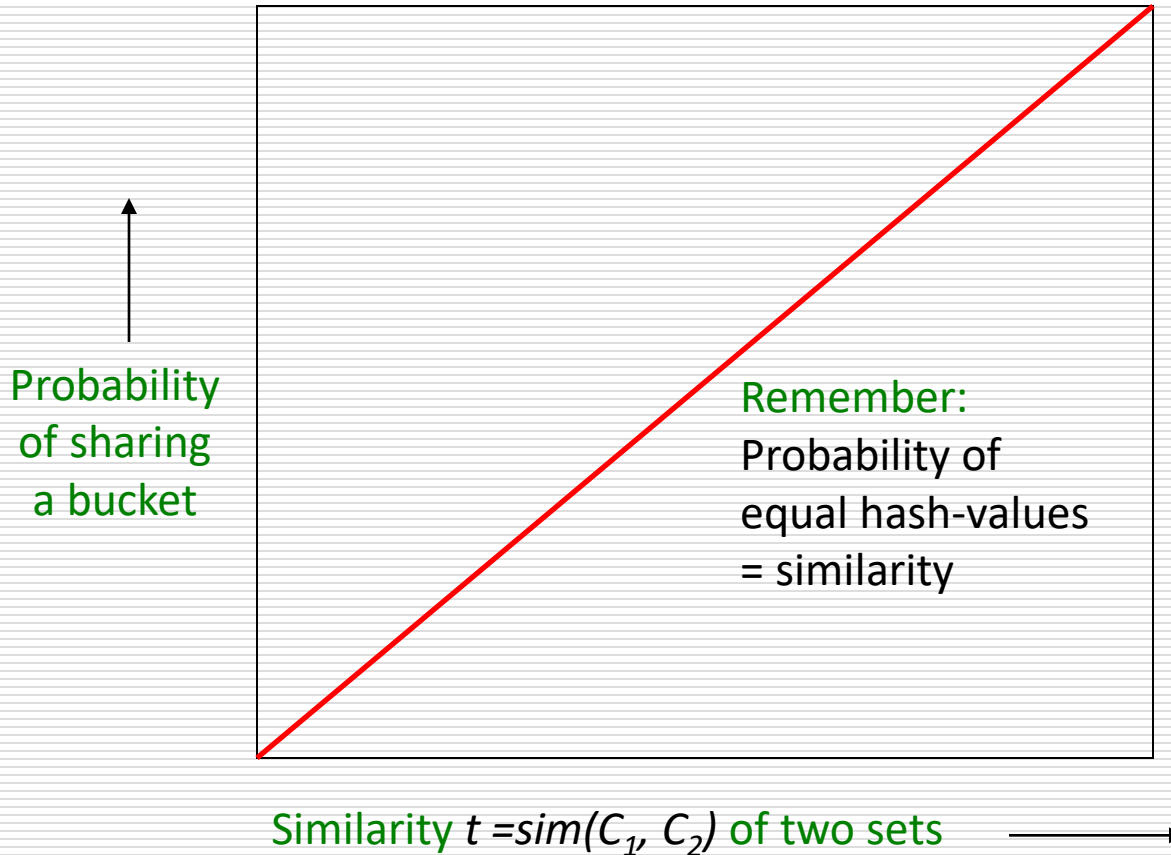 Probability
of sharing
a bucket
Remember:
Probability of
equal hash-values
= similarity
Similarity t =sim(C₁, C₂) of two sets